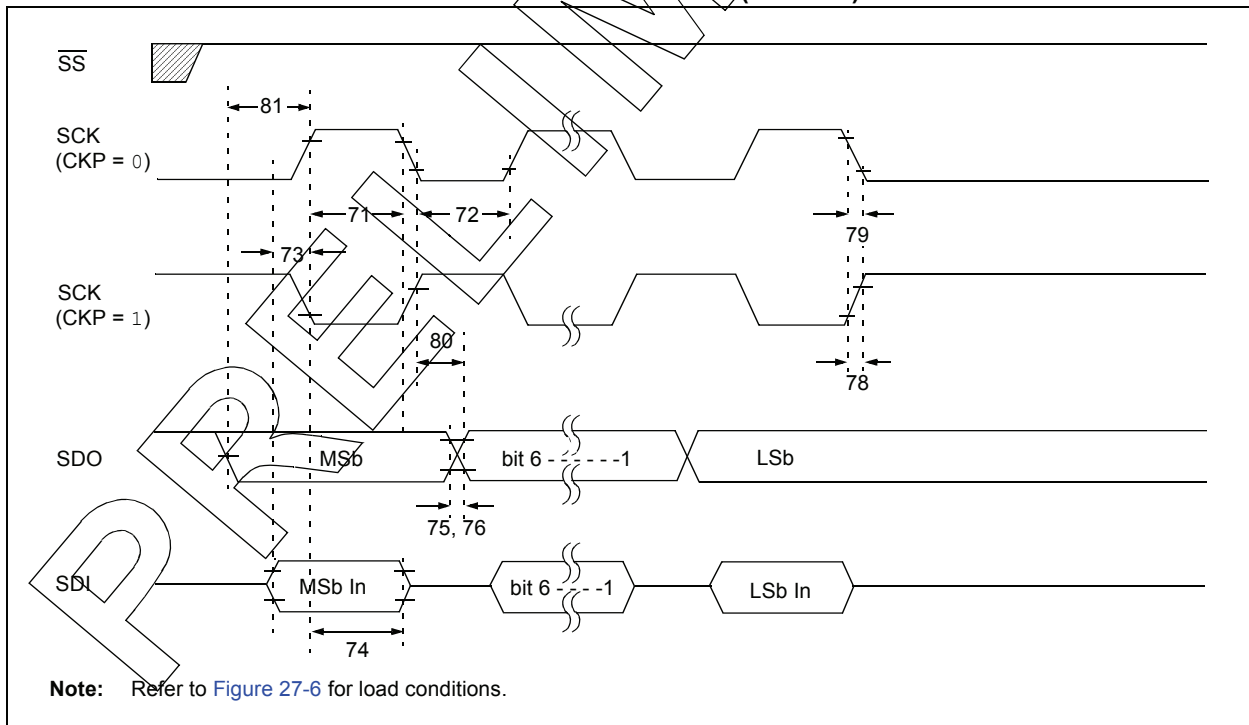 SS
81
SCK
(CKP = 0)
71
72
79
73
SCK
(CKP = 1)
80
78
SDO
MSb
bit 6 - - - - - - -1
LSb
75, 76
SDI
MSb In
bit 6 - - - - -1
LSb In
74
Note: Refer to Figure 27-6 for load conditions.